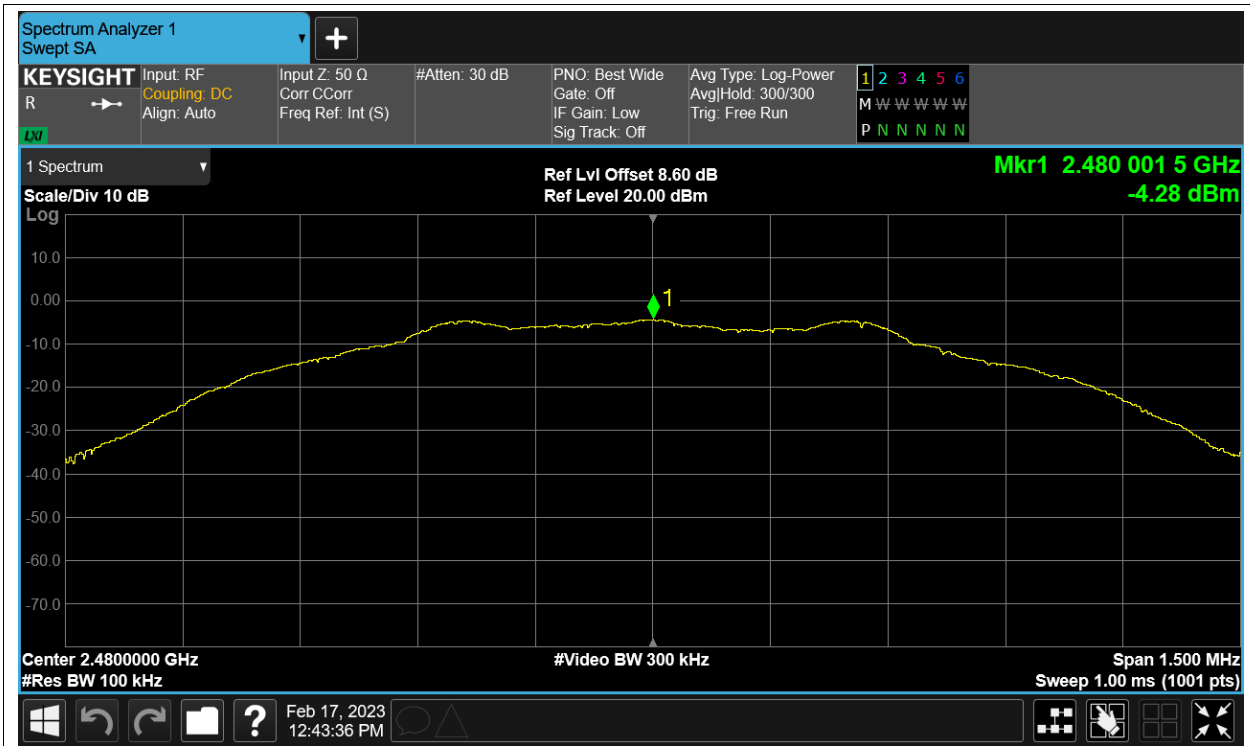 Spectrum Analyzer 1
Swept SA
KEYSIGHT
R
LXI
Input: RF
Coupling: DC
Align: Auto
Input Z: 50 Ω
Corr CCorr
Freq Ref: Int (S)
#Atten: 30 dB
PNO: Best Wide
Gate: Off
IF Gain: Low
Sig Track: Off
Avg Type: Log-Power
Avg|Hold: 300/300
Trig: Free Run
1 2 3 4 5 6
M W W W W W W
P N N N N N N
1 Spectrum
Scale/Div 10 dB
Log
Ref Lvl Offset 8.60 dB
Ref Level 20.00 dBm
Mkr1 2.480 001 5 GHz
-4.28 dBm
10.0
0.00
1
-10.0
-20.0
-30.0
-40.0
-50.0
-60.0
-70.0
Center 2.4800000 GHz
#Res BW 100 kHz
#Video BW 300 kHz
Span 1.500 MHz
Sweep 1.00 ms (1001 pts)
?
Feb 17, 2023
12:43:36 PM